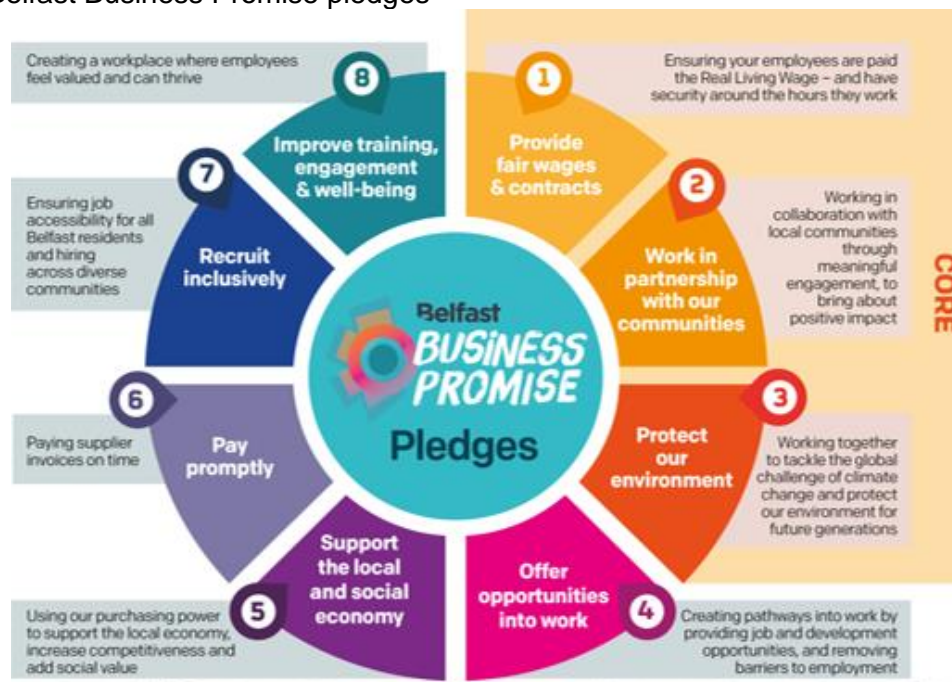 Belfast Business Promise pledges
Creating a workplace where employees
feel valued and can thrive
8
Improve training,
engagement
& well-being
1
Provide
fair wages
& contracts
Ensuring your employees are paid
the Real Living Wage – and have
security around the hours they work
7
Recruit
inclusively
Ensuring job
accessibility for all
Belfast residents
and hiring
across diverse
communities
2
Work in
partnership
with our
communities
Working in
collaboration with
local communities
through
meaningful
engagement, to
bring about
positive impact
CORE
Belfast
BUSiNESS
PROMiSE
Pledges
6
Pay
promptly
Paying supplier
invoices on time
3
Protect
our
environment
Working together
to tackle the global
challenge of climate
change and protect
our environment for
future generations
5
Support
the local
and social
economy
Using our purchasing power
to support the local economy,
increase competitiveness and
add social value
4
Offer
opportunities
into work
Creating pathways into work by
providing job and development
opportunities, and removing
barriers to employment